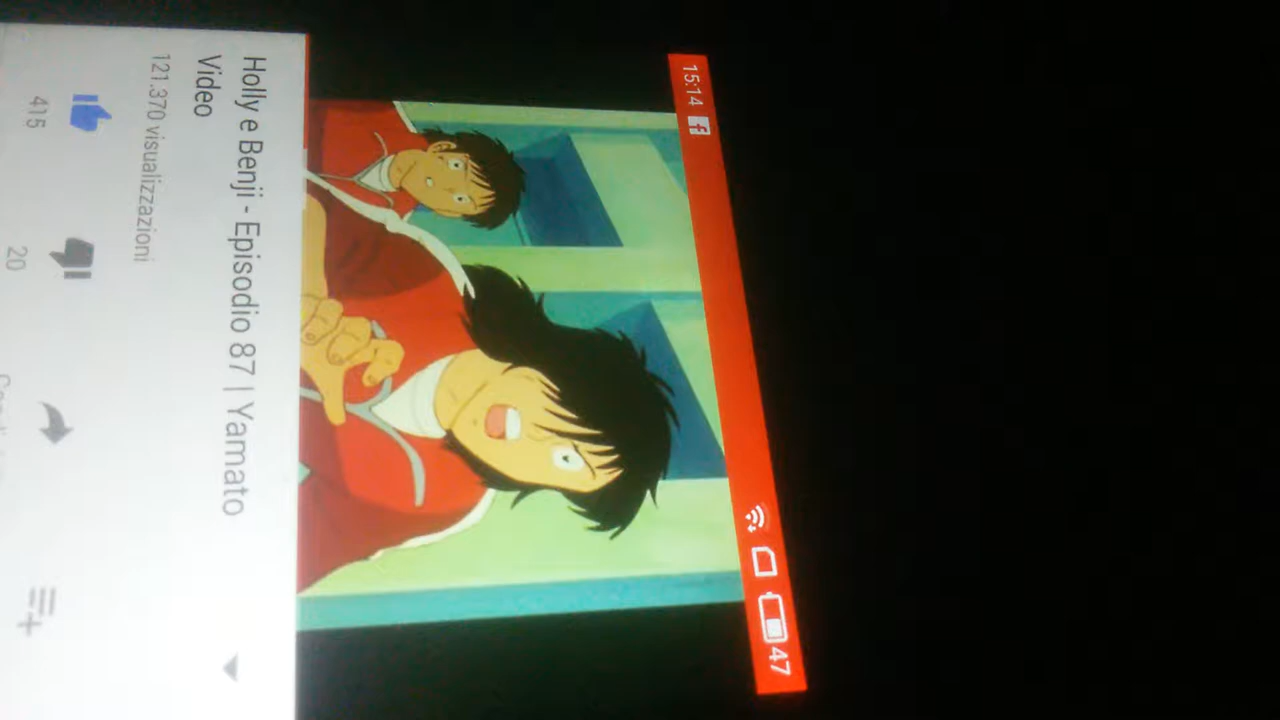 15:14
47
Holly e Benji - Episodio 87 | Yamato
Video
121.370 visualizzazioni
415
20